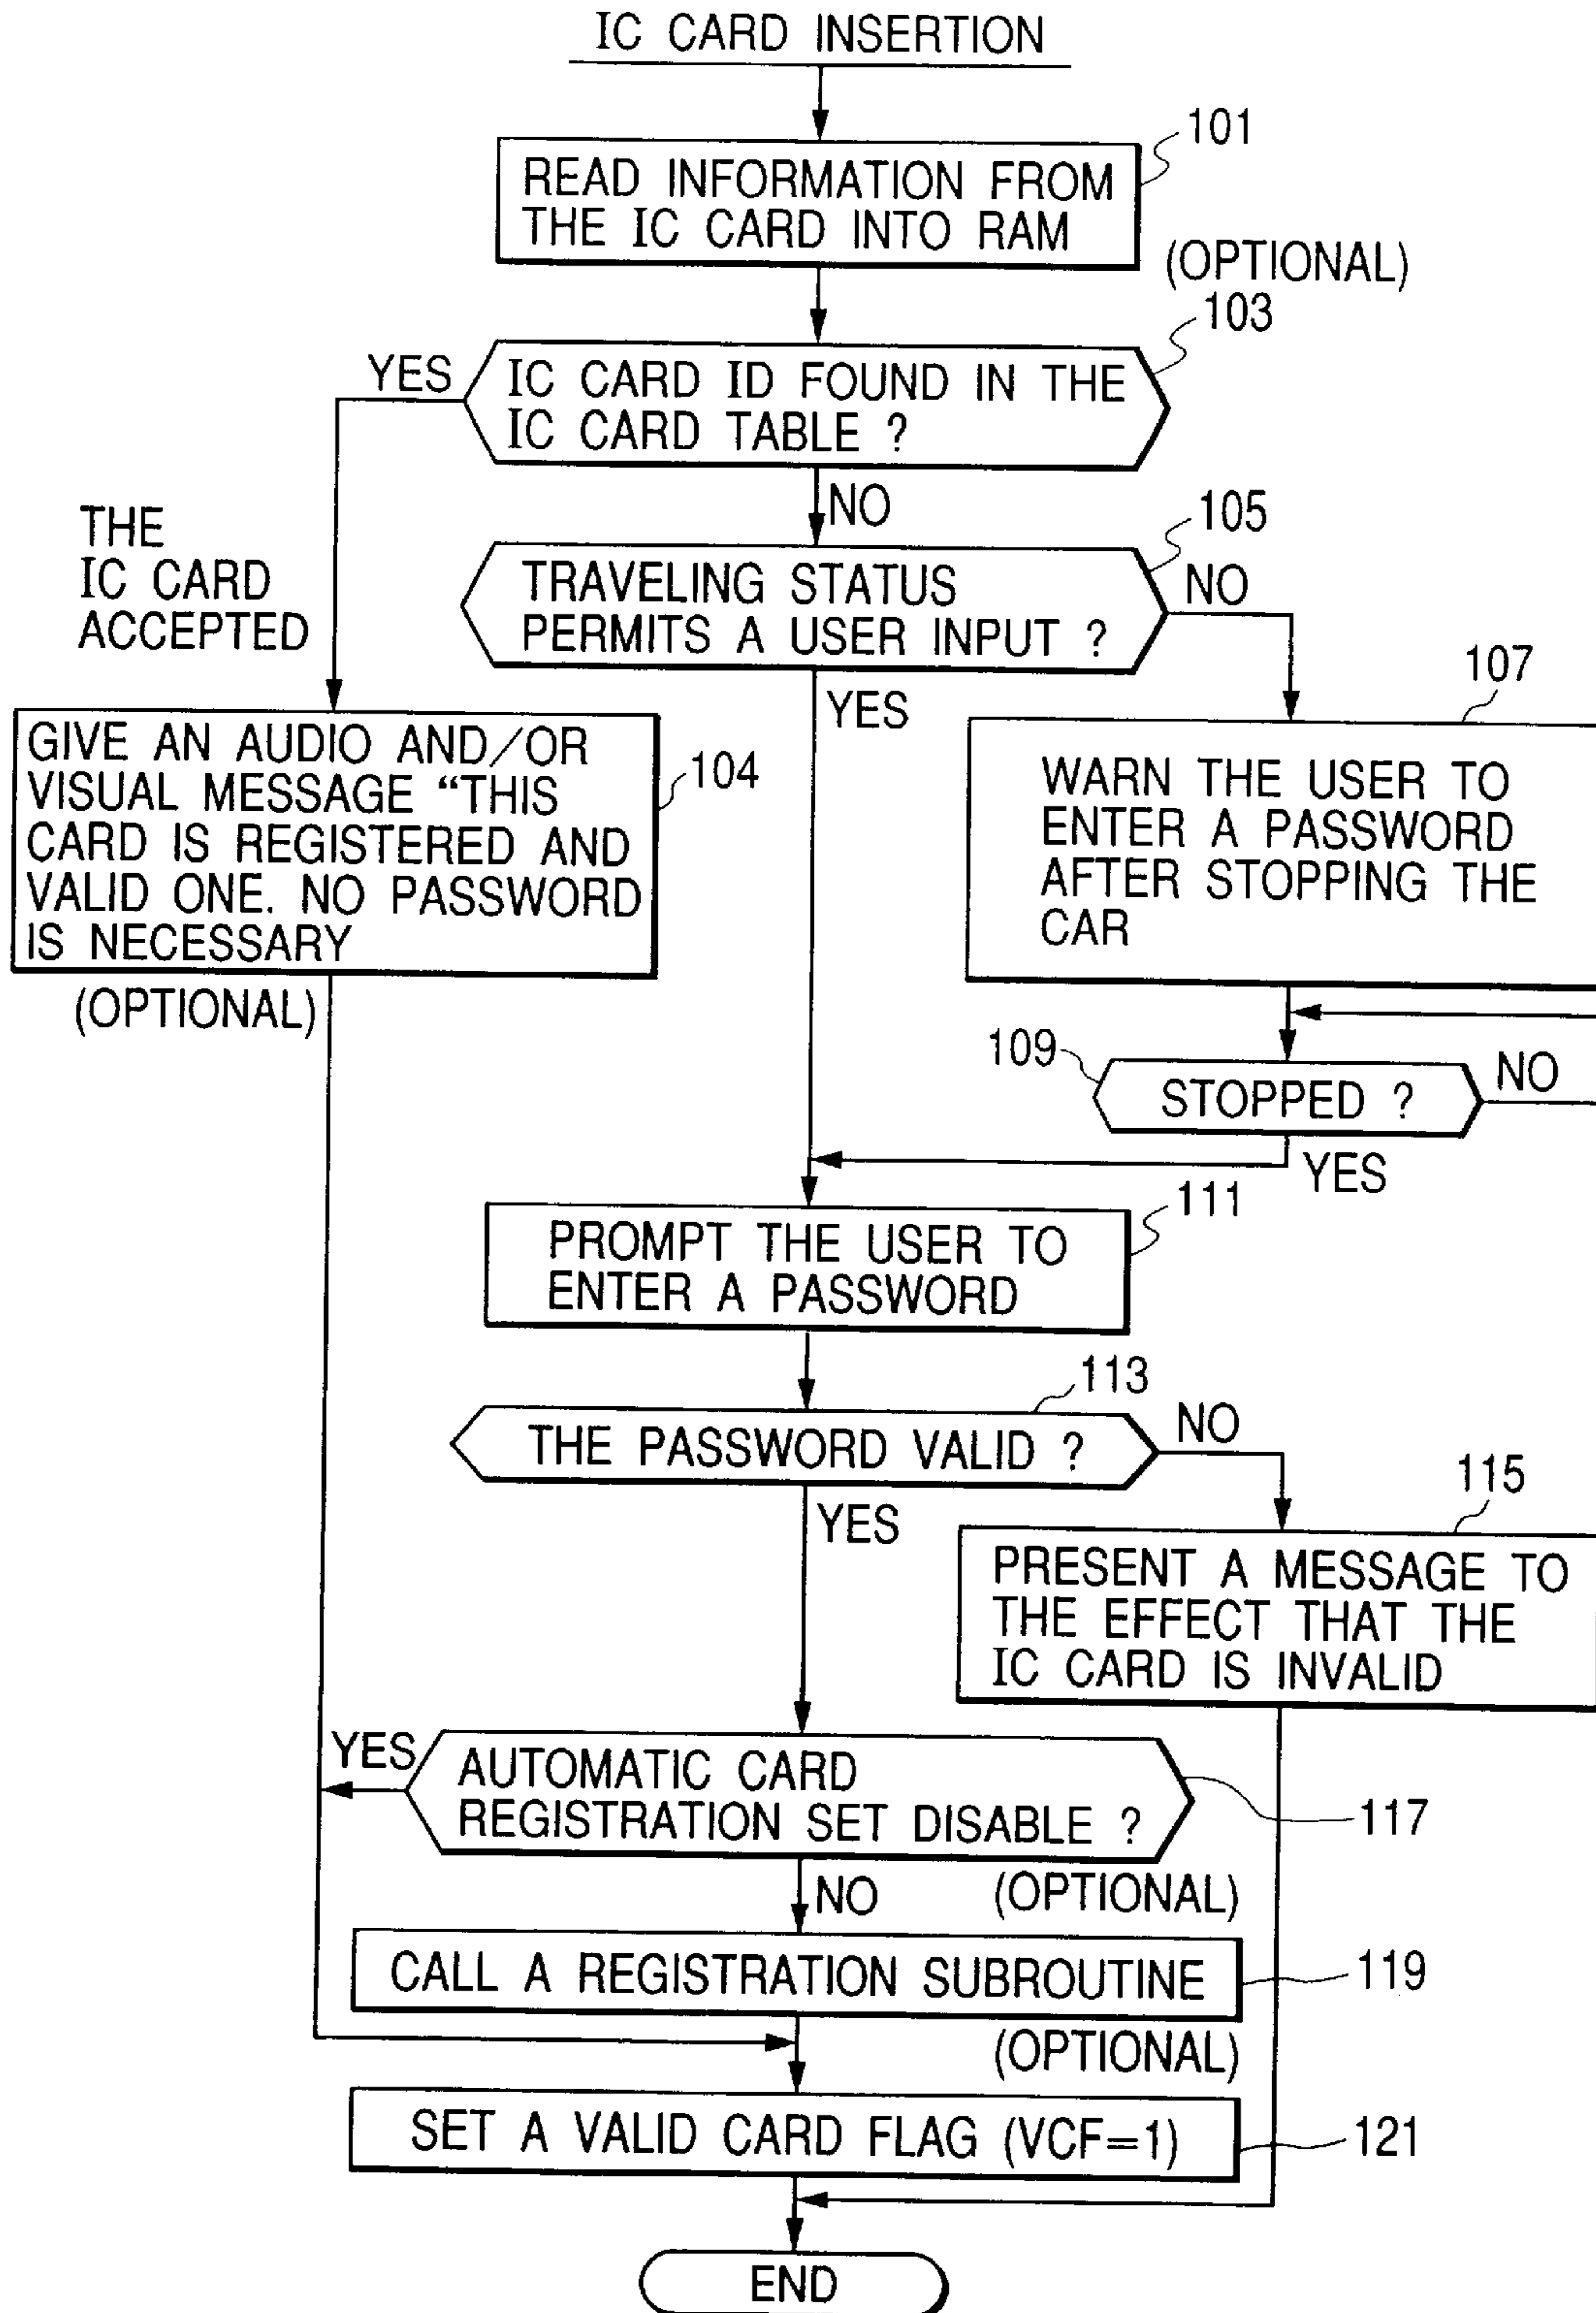 IC CARD INSERTION
101
READ INFORMATION FROM
THE IC CARD INTO RAM
(OPTIONAL)
103
YES
IC CARD ID FOUND IN THE
IC CARD TABLE ?
NO
THE
IC CARD
ACCEPTED
105
TRAVELING STATUS
PERMITS A USER INPUT ?
NO
YES
107
GIVE AN AUDIO AND/OR
VISUAL MESSAGE “THIS
CARD IS REGISTERED AND
VALID ONE. NO PASSWORD
IS NECESSARY
104
(OPTIONAL)
WARN THE USER TO
ENTER A PASSWORD
AFTER STOPPING THE
CAR
109
STOPPED ?
NO
YES
111
PROMPT THE USER TO
ENTER A PASSWORD
113
THE PASSWORD VALID ?
NO
YES
115
PRESENT A MESSAGE TO
THE EFFECT THAT THE
IC CARD IS INVALID
YES
AUTOMATIC CARD
REGISTRATION SET DISABLE ?
117
NO
(OPTIONAL)
CALL A REGISTRATION SUBROUTINE
119
(OPTIONAL)
SET A VALID CARD FLAG (VCF=1)
121
END